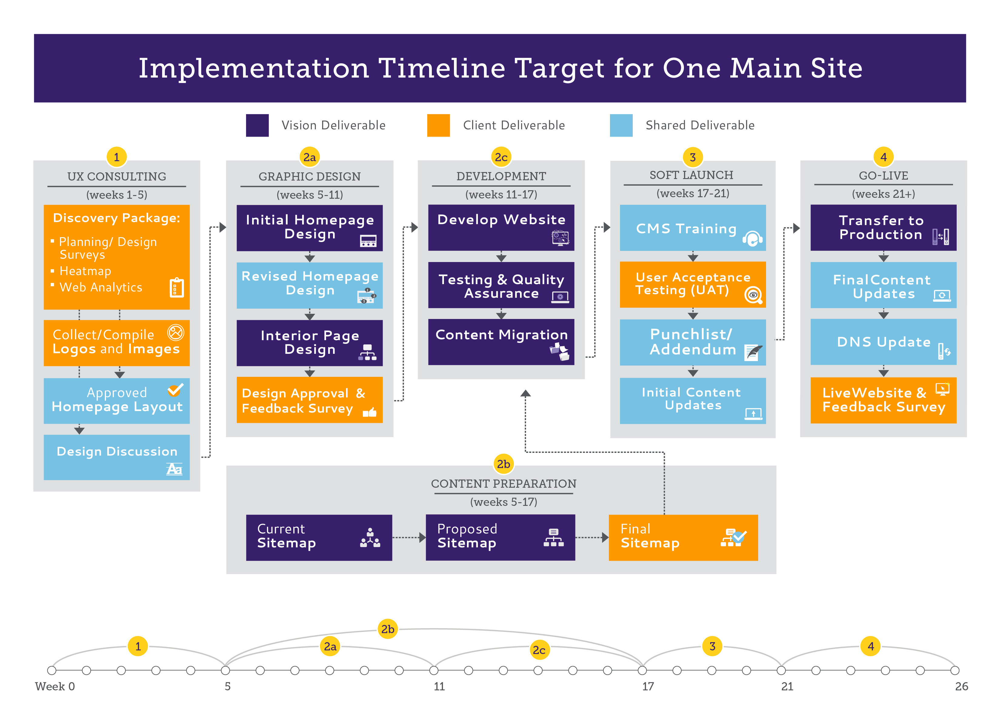 Implementation Timeline Target for One Main Site
Vision Deliverable
Client Deliverable
Shared Deliverable
1
UX CONSULTING
(weeks 1-5)
Discovery Package:
▪ Planning/ Design
Surveys
▪ Heatmap
▪ Web Analytics
Collect/Compile
Logos and Images
Approved
Homepage Layout
Design Discussion
Aa
2a
GRAPHIC DESIGN
(weeks 5-11)
Initial Homepage
Design
Revised Homepage
Design
1
2
3
Interior Page
Design
Design Approval &
Feedback Survey
2c
DEVELOPMENT
(weeks 11-17)
Develop Website
</>
Testing & Quality
Assurance
Content Migration
3
SOFT LAUNCH
(weeks 17-21)
CMS Training
User Acceptance
Testing (UAT)
Punchlist/
Addendum
Initial Content
Updates
4
GO-LIVE
(weeks 21+)
Transfer to
Production
FinalContent
Updates
DNS Update
LiveWebsite &
Feedback Survey
2b
CONTENT PREPARATION
(weeks 5-17)
Current
Sitemap
Proposed
Sitemap
Final
Sitemap
2b
1
2a
2c
3
4
Week 0
5
11
17
21
26